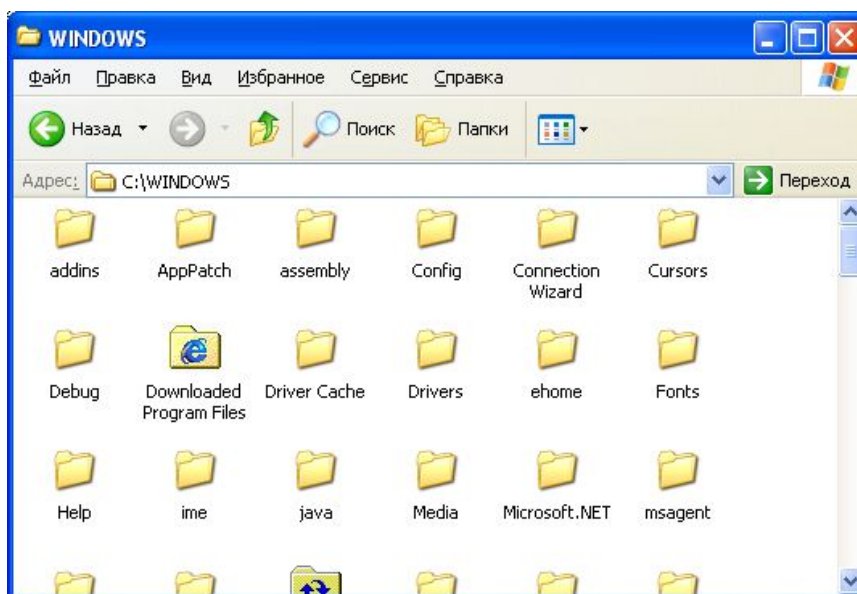 WINDOWS
Файл Правка Вид Избранное Сервис Справка
Назад Поиск Папки
Адрес: C:\WINDOWS Переход
addins AppPatch assembly Config Connection Wizard Cursors
Debug Downloaded Program Files Driver Cache Drivers ehome Fonts
Help ime java Media Microsoft.NET msagent